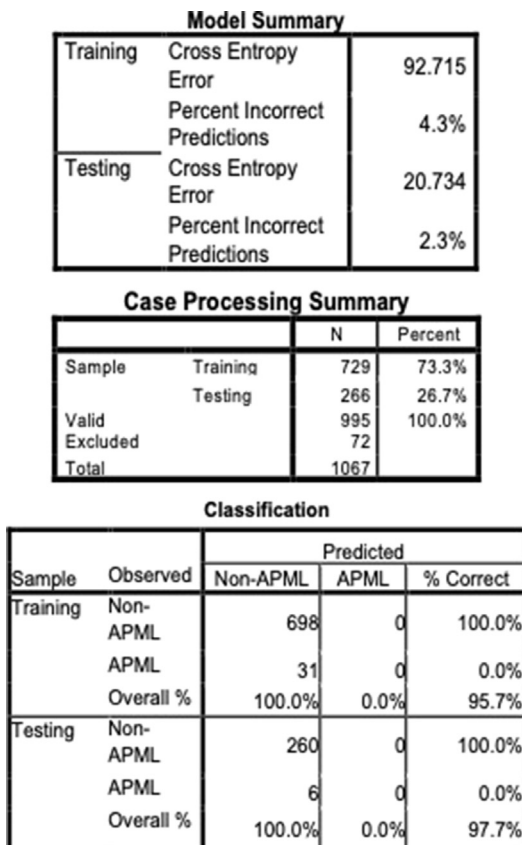 Model Summary
Training Cross Entropy Error 92.715
Percent Incorrect Predictions 4.3%
Testing Cross Entropy Error 20.734
Percent Incorrect Predictions 2.3%
Case Processing Summary
N Percent
Sample Training 729 73.3%
Testing 266 26.7%
Valid 995 100.0%
Excluded 72
Total 1067
Classification
Predicted
Sample Observed Non-APML APML % Correct
Training Non-APML 698 0 100.0%
APML 31 0 0.0%
Overall % 100.0% 0.0% 95.7%
Testing Non-APML 260 0 100.0%
APML 6 0 0.0%
Overall % 100.0% 0.0% 97.7%